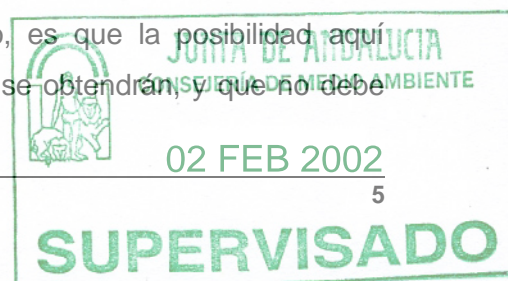 o, es que la posibilidad aquí
JUNTA DE ANDALUCIA
se obtendrán, y que no debe
CONSEJERÍA DE MEDIO AMBIENTE
02 FEB 2002
5
SUPERVISADO